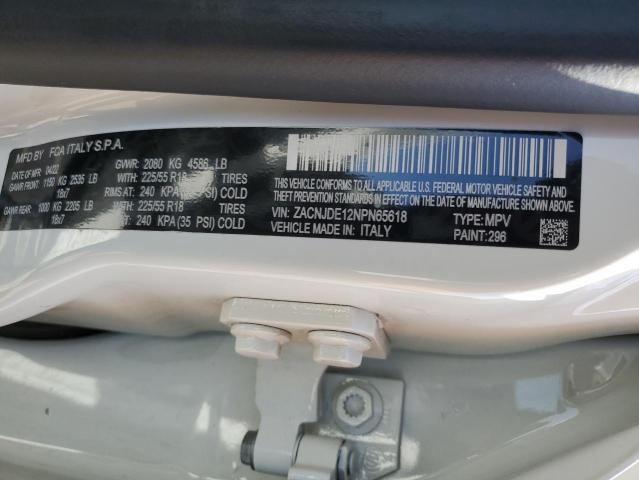 MFD BY FCA ITALY S.P.A.
DATE OF MFR GVWR: 2080 KG 4586 LB
GAWR FRONT: 1150 KG 2535 LB WITH: 225/55 R18 TIRES
18x7 RIMS AT: 240 KPA SI) COLD
GAWR REAR: 1000 KG 2205 LB WITH: 225/55 R18 TIRES
18x7 AT: 240 KPA (35 PSI) COLD
THIS VEHICLE CONFORMS TO ALL APPLICABLE
U.S. FEDERAL MOTOR VEHICLE SAFETY AND
THEFT PREVENTION STANDARDS IN
EFFECT ON THE DATE OF MANUFACTURE SHOWN ABOVE.
VIN: ZACNJDE12NPN65618 TYPE: MPV
VEHICLE MADE IN: ITALY PAINT: 296